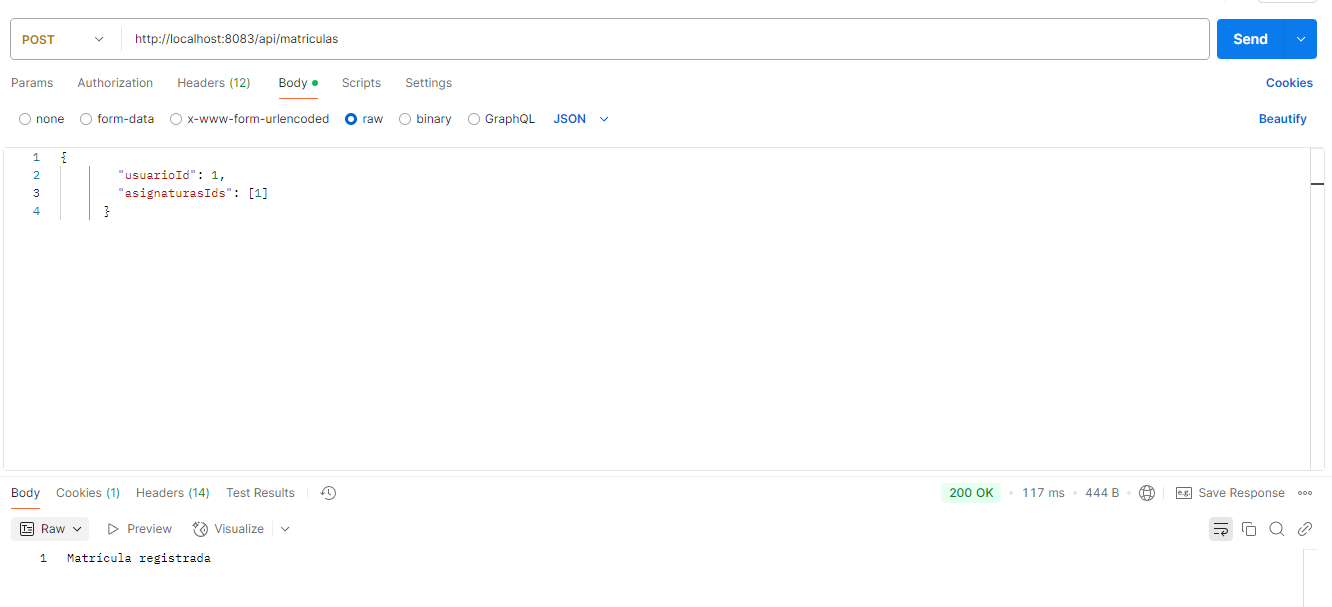 POST http://localhost:8083/api/matriculas Send
Params Authorization Headers (12) Body Scripts Settings Cookies
none form-data x-www-form-urlencoded raw binary GraphQL JSON Beautify
1 {
2 "usuarioId": 1,
3 "asignaturasIds": [1]
4 }
Body Cookies (1) Headers (14) Test Results 200 OK • 117 ms • 444 B • e.g. Save Response
Raw Preview Visualize
1 Matrícula registrada